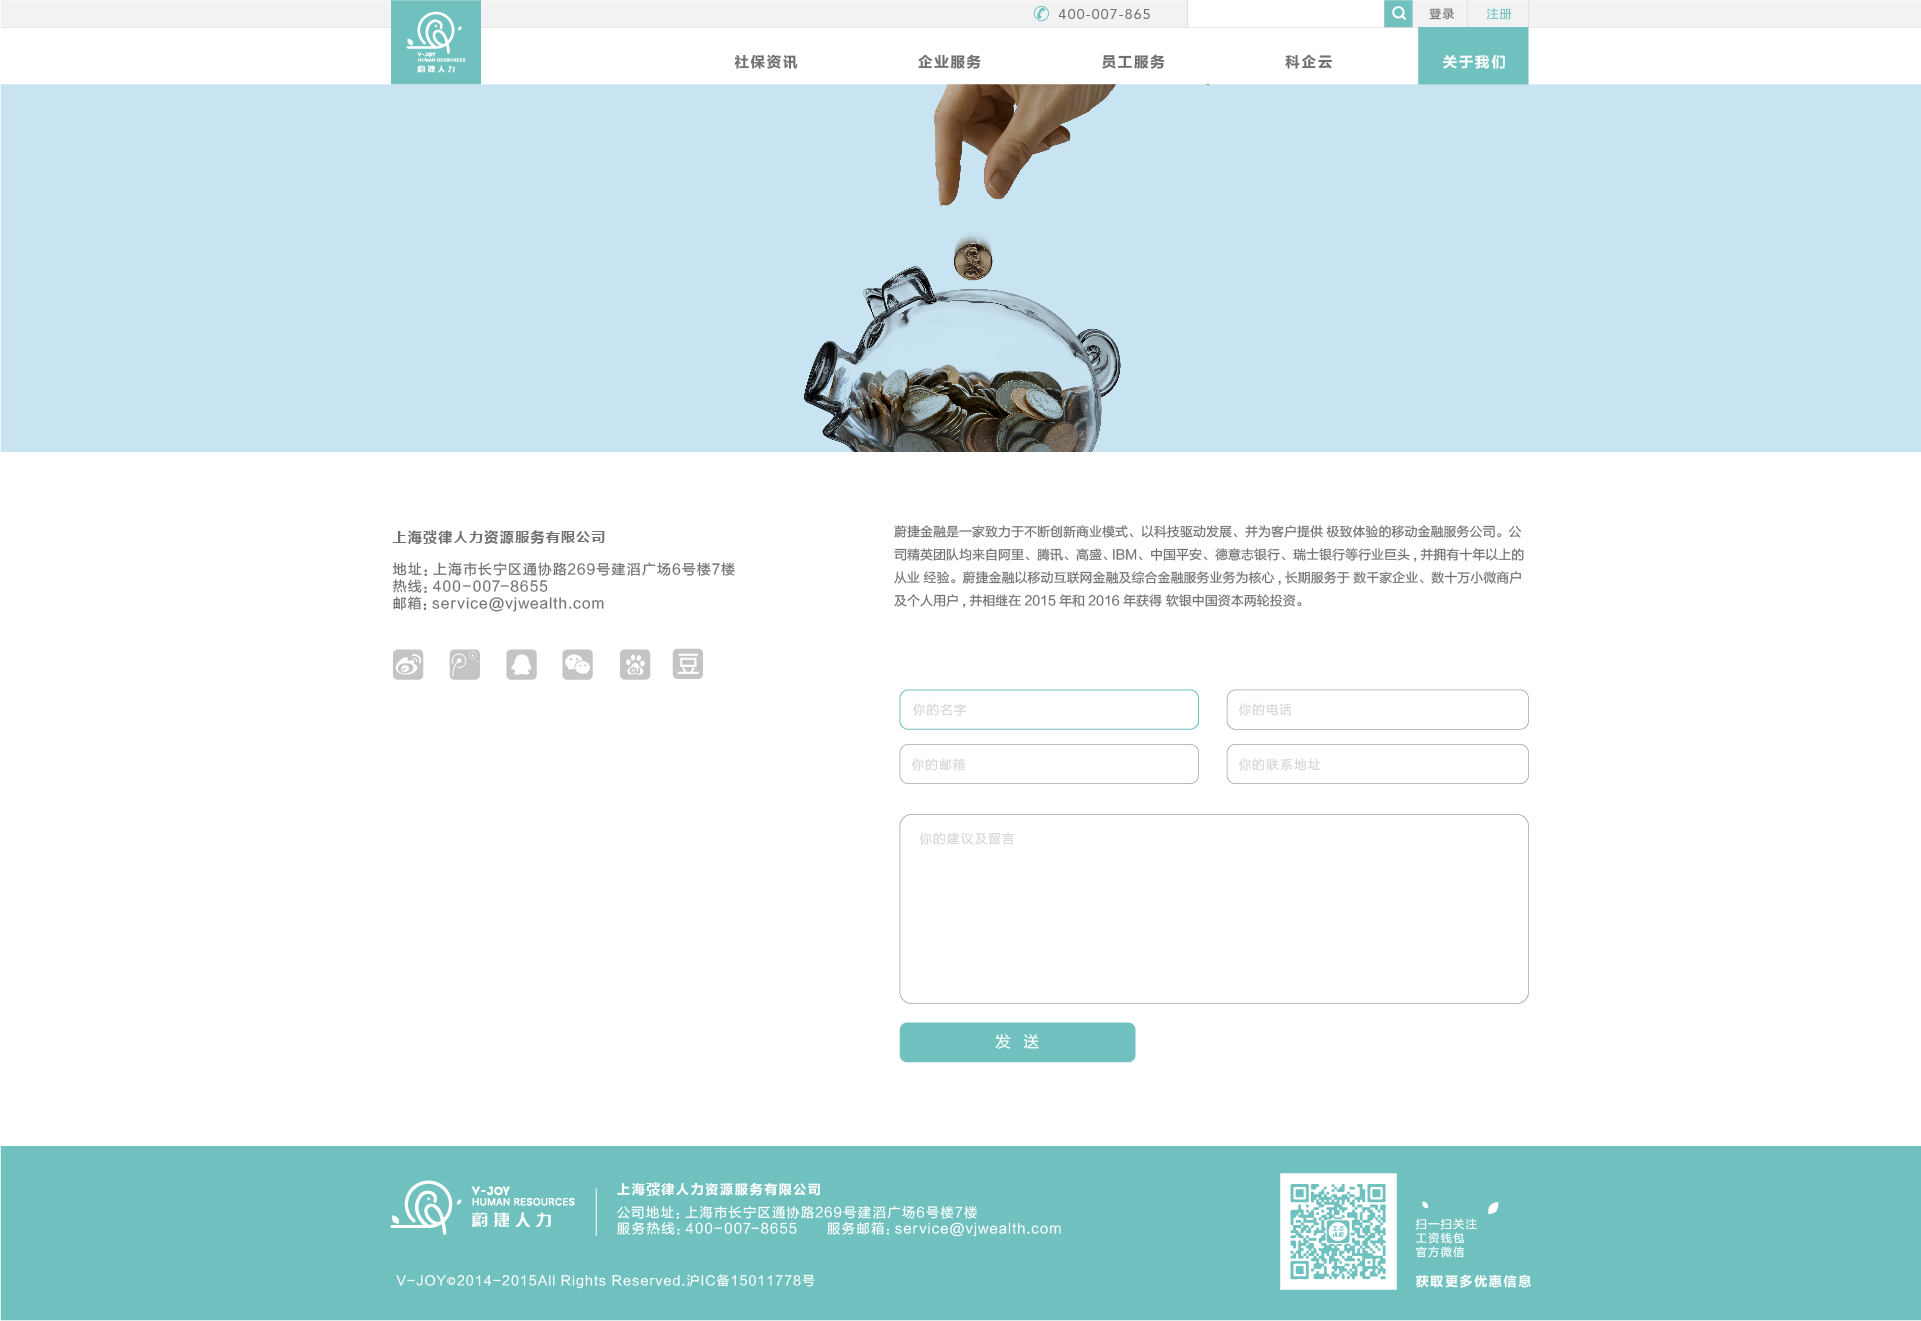 400-007-865
登录
注册
V-JOY
HUMAN RESOURCES
蔚捷人力
社保资讯
企业服务
员工服务
科企云
关于我们
上海弢律人力资源服务有限公司
地址: 上海市长宁区通协路269号建滔广场6号楼7楼
热线: 400-007-8655
邮箱: service@vjwealth.com
豆
蔚捷金融是一家致力于不断创新商业模式、以科技驱动发展、并为客户提供 极致体验的移动金融服务公司。公
司精英团队均来自阿里、腾讯、高盛、IBM、中国平安、德意志银行、瑞士银行等行业巨头 , 并拥有十年以上的
从业 经验。蔚捷金融以移动互联网金融及综合金融服务业务为核心 , 长期服务于 数千家企业、数十万小微商户
及个人用户 , 并相继在 2015 年和 2016 年获得 软银中国资本两轮投资。
你的名字
你的电话
你的邮箱
你的联系地址
你的建议及留言
发 送
V-JOY
HUMAN RESOURCES
蔚捷人力
上海弢律人力资源服务有限公司
公司地址: 上海市长宁区通协路269号建滔广场6号楼7楼
服务热线: 400-007-8655 服务邮箱: service@vjwealth.com
V-JOY©2014-2015All Rights Reserved.沪IC备15011778号
扫一扫关注
工资钱包
官方微信
获取更多优惠信息